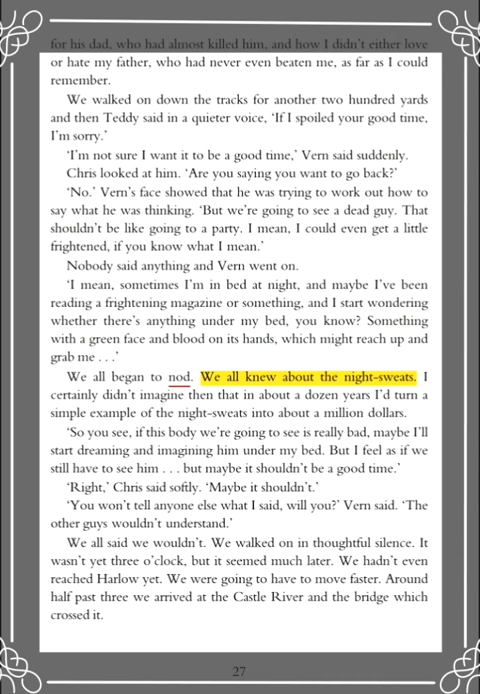 for his dad, who had almost killed him, and how I didn't either love
or hate my father, who had never even beaten me, as far as I could
remember.
We walked on down the tracks for another two hundred yards
and then Teddy said in a quieter voice, 'If I spoiled your good time,
I'm sorry.'
'I'm not sure I want it to be a good time,' Vern said suddenly.
Chris looked at him. 'Are you saying you want to go back?'
'No.' Vern's face showed that he was trying to work out how to
say what he was thinking. 'But we're going to see a dead guy. That
shouldn't be like going to a party. I mean, I could even get a little
frightened, if you know what I mean.'
Nobody said anything and Vern went on.
'I mean, sometimes I'm in bed at night, and maybe I've been
reading a frightening magazine or something, and I start wondering
whether there's anything under my bed, you know? Something
with a green face and blood on its hands, which might reach up and
grab me . . .'
We all began to nod. We all knew about the night-sweats. I
certainly didn't imagine then that in about a dozen years I'd turn a
simple example of the night-sweats into about a million dollars.
'So you see, if this body we're going to see is really bad, maybe I'll
start dreaming and imagining him under my bed. But I feel as if we
still have to see him . . . but maybe it shouldn't be a good time.'
'Right,' Chris said softly. 'Maybe it shouldn't.'
'You won't tell anyone else what I said, will you?' Vern said. 'The
other guys wouldn't understand.'
We all said we wouldn't. We walked on in thoughtful silence. It
wasn't yet three o'clock, but it seemed much later. We hadn't even
reached Harlow yet. We were going to have to move faster. Around
half past three we arrived at the Castle River and the bridge which
crossed it.
27